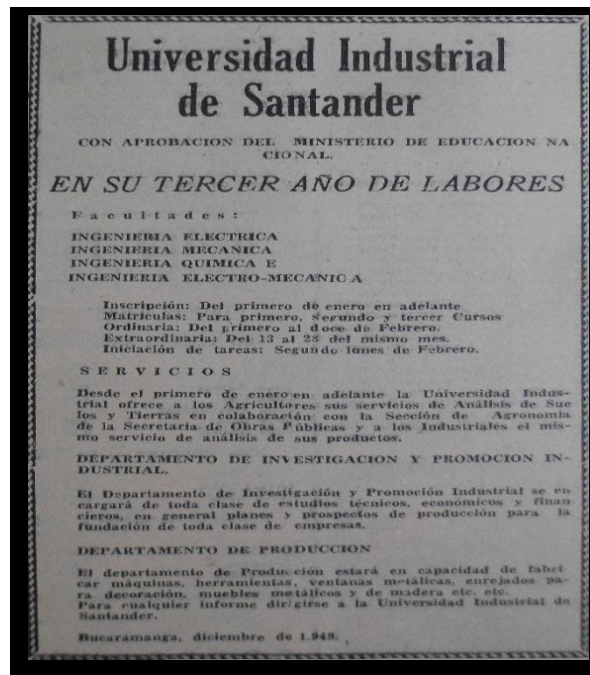 Universidad Industrial
de Santander
CON APROBACION DEL MINISTERIO DE EDUCACION NA
CIONAL.
EN SU TERCER AÑO DE LABORES
Facultades:
INGENIERIA ELECTRICA
INGENIERIA MECANICA
INGENIERIA QUIMICA E
INGENIERIA ELECTRO-MECANICA
Inscripción: Del primero de enero en adelante
Matriculas: Para primero, segundo y tercer Cursos
Ordinaria: Del primero al doce de Febrero.
Extraordinaria: Del 13 al 28 del mismo mes.
Iniciación de tareas: Segundo lunes de Febrero.
SERVICIOS
Desde el primero de enero en adelante la Universidad Indus-
trial ofrece a los Agricultores sus servicios de Análisis de Sue
los y Tierras en colaboración con la Sección de Agronomía
de la Secretaría de Obras Públicas y a los Industriales el mis-
mo servicio de análisis de sus productos.
DEPARTAMENTO DE INVESTIGACION Y PROMOCION IN-
DUSTRIAL.
El Departamento de Investigación y Promoción Industrial se en
cargará de toda clase de estudios técnicos, económicos y finan
cieros, en general planes y prospectos de producción para la
fundación de toda clase de empresas.
DEPARTAMENTO DE PRODUCCION
El departamento de Producción estará en capacidad de fabri-
car máquinas, herramientas, ventanas metálicas, enrejados pa-
ra decoración, muebles metálicos y de madera etc. etc.
Para cualquier informe dirigirse a la Universidad Industrial de
Santander.
Bucaramanga, diciembre de 1.949.